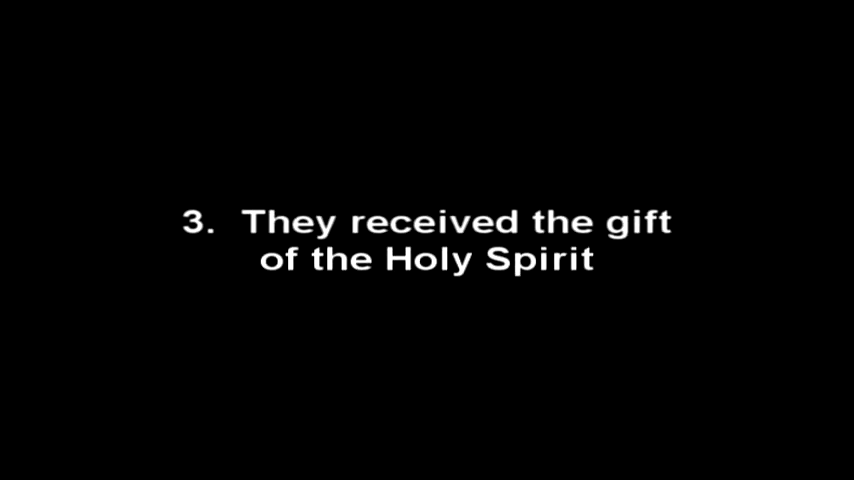 3. They received the gift
of the Holy Spirit